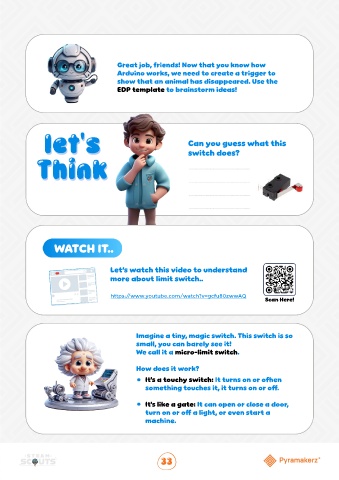 Great job, friends! Now that you know how
Arduino works, we need to create a trigger to
show that an animal has disappeared. Use the
EDP template to brainstorm ideas!
let's
Think
Can you guess what this
switch does?
WATCH IT..
Let's watch this video to understand
more about limit switch..
Scan Here!
Imagine a tiny, magic switch. This switch is so
small, you can barely see it!
We call it a micro-limit switch.
How does it work?
• It's a touchy switch: It turns on or often
something touches it, it turns on or off.
• It's like a gate: It can open or close a door,
turn on or off a light, or even start a
machine.
STEAM
SCOUTS
33
Pyramakerz